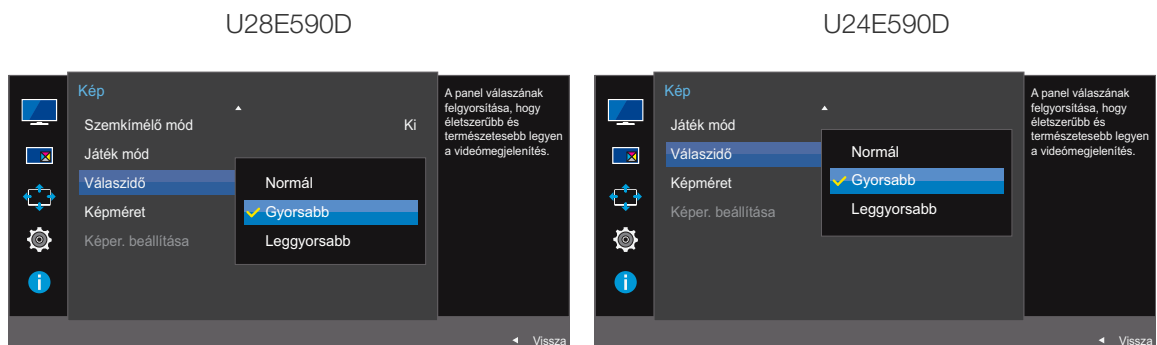 U28E590D
Kép
Szemkímélő mód Ki
Játék mód
Válaszidő
Képméret
Képer. beállítása
Normál
Gyorsabb
Leggyorsabb
A panel válaszának
felgyorsítása, hogy
életszerűbb és
természetesebb legyen
a videómegjelenítés.
Vissza
U24E590D
Kép
Játék mód
Válaszidő
Képméret
Képer. beállítása
Normál
Gyorsabb
Leggyorsabb
A panel válaszának
felgyorsítása, hogy
életszerűbb és
természetesebb legyen
a videómegjelenítés.
Vissza